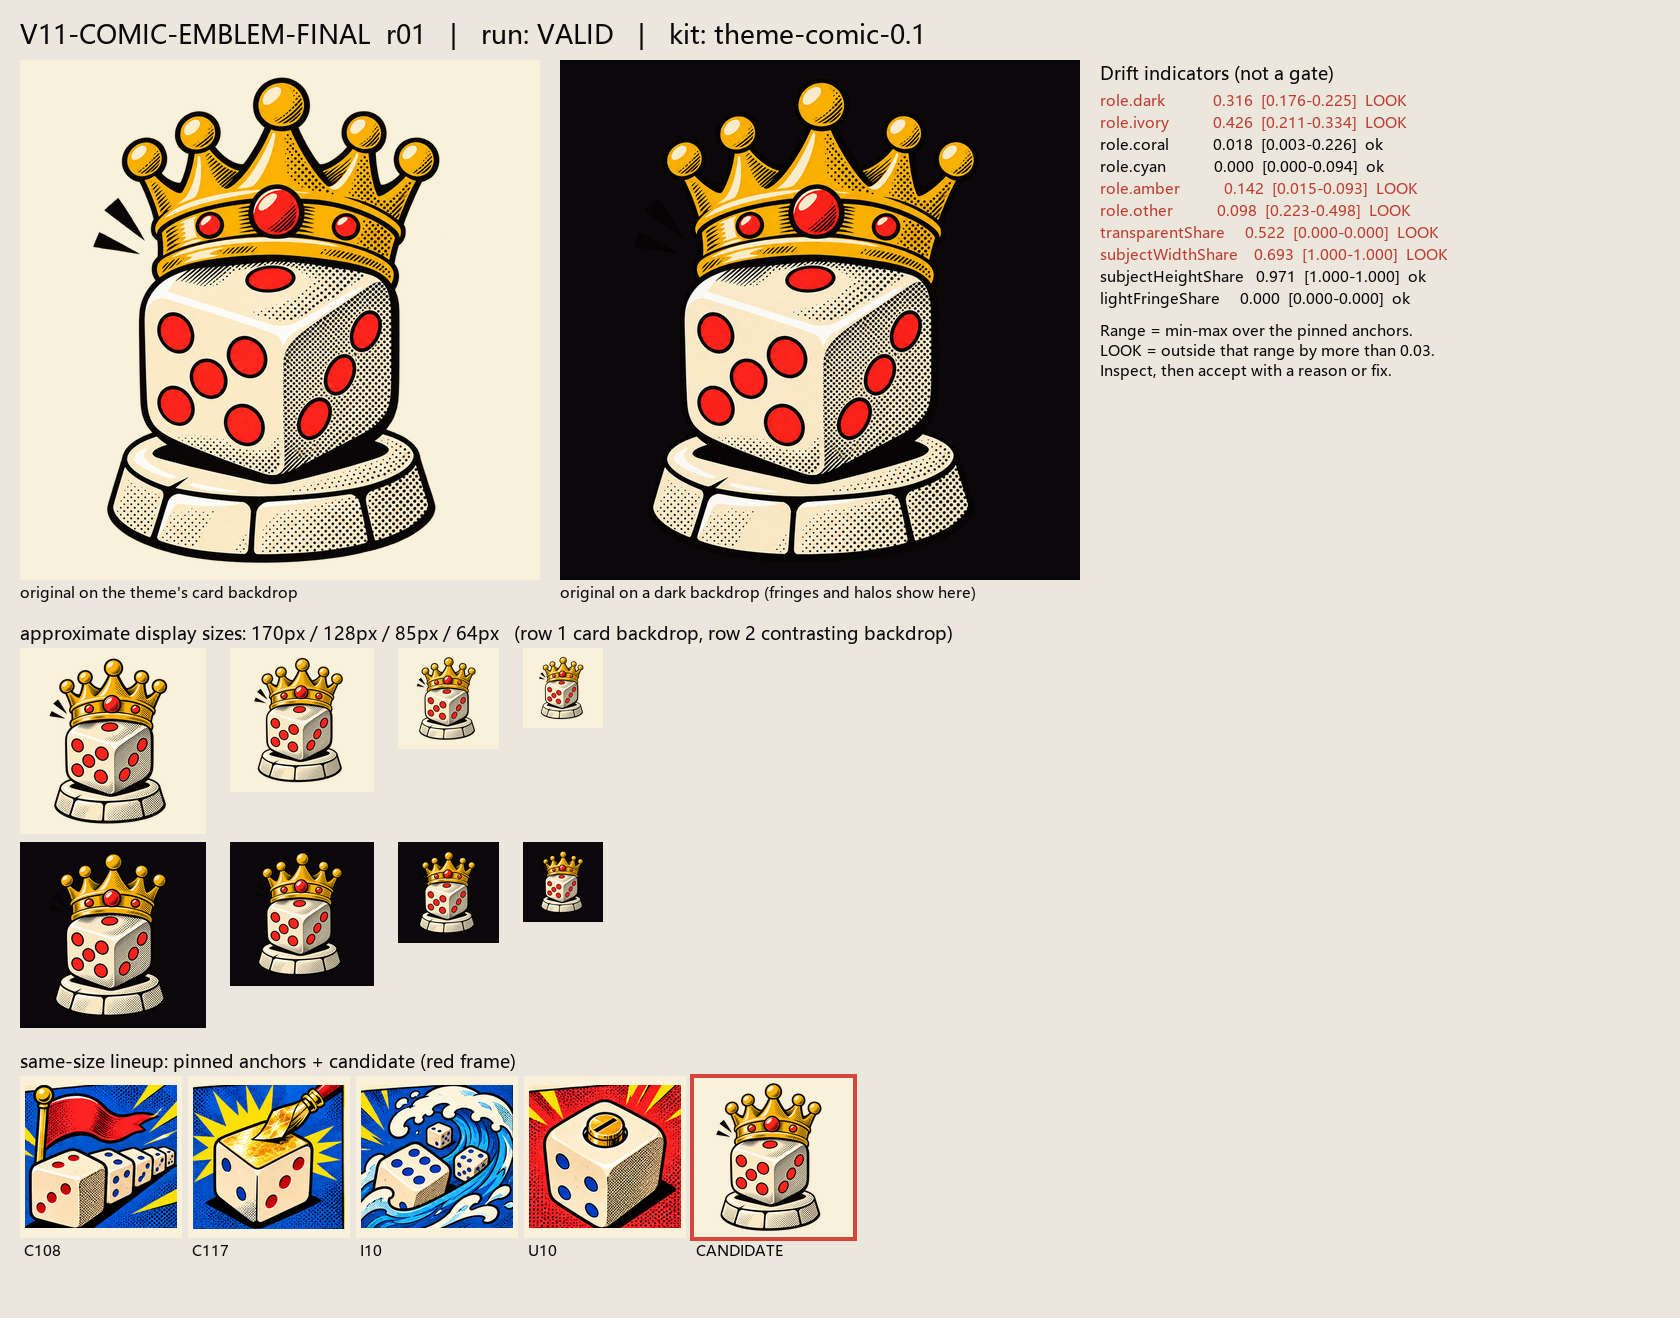 V11-COMIC-EMBLEM-FINAL r01 | run: VALID | kit: theme-comic-0.1
Drift indicators (not a gate)
role.dark 0.316 [0.176-0.225] LOOK
role.ivory 0.426 [0.211-0.334] LOOK
role.coral 0.018 [0.003-0.226] ok
role.cyan 0.000 [0.000-0.094] ok
role.amber 0.142 [0.015-0.093] LOOK
role.other 0.098 [0.223-0.498] LOOK
transparentShare 0.522 [0.000-0.000] LOOK
subjectWidthShare 0.693 [1.000-1.000] LOOK
subjectHeightShare 0.971 [1.000-1.000] ok
lightFringeShare 0.000 [0.000-0.000] ok
Range = min-max over the pinned anchors.
LOOK = outside that range by more than 0.03.
Inspect, then accept with a reason or fix.
original on the theme's card backdrop
original on a dark backdrop (fringes and halos show here)
approximate display sizes: 170px / 128px / 85px / 64px (row 1 card backdrop, row 2 contrasting backdrop)
same-size lineup: pinned anchors + candidate (red frame)
C108
C117
I10
U10
CANDIDATE